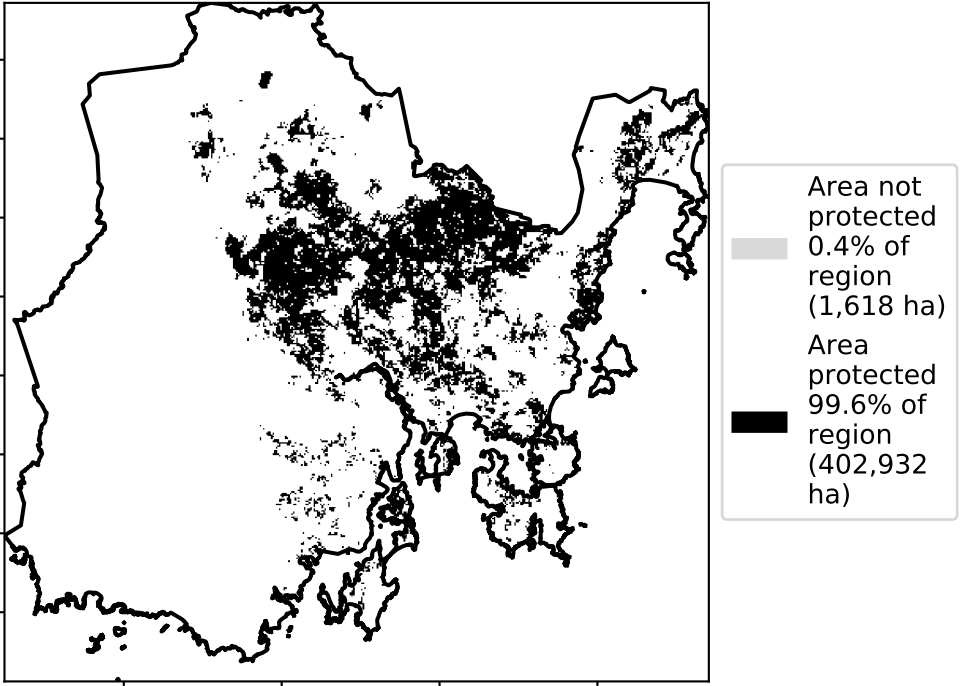 Area not
protected
0.4% of
region
(1,618 ha)
Area
protected
99.6% of
region
(402,932
ha)